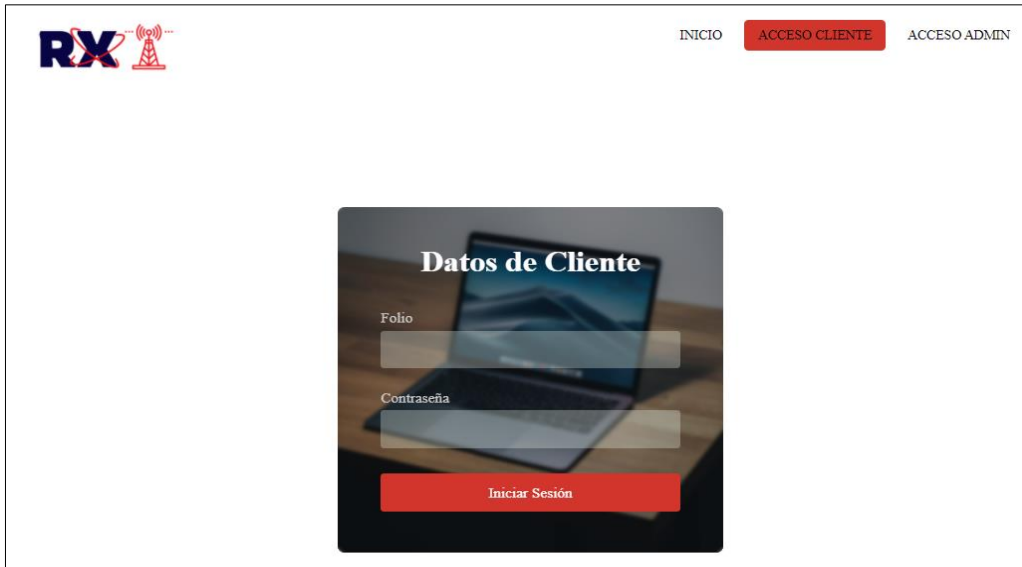 RX
INICIO
ACCESO CLIENTE
ACCESO ADMIN
Datos de Cliente
Folio
Contraseña
Iniciar Sesión